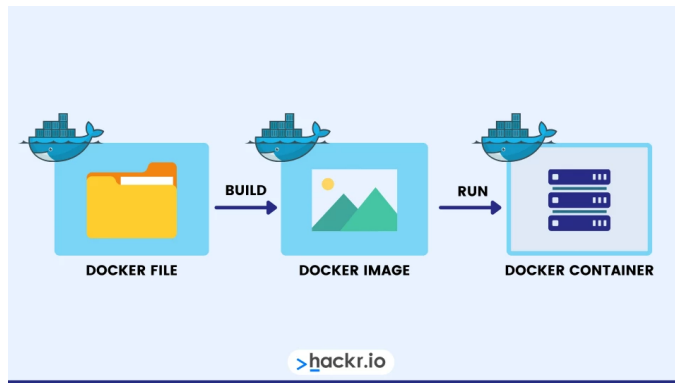 BUILD
RUN
DOCKER FILE
DOCKER IMAGE
DOCKER CONTAINER
>hackr.io